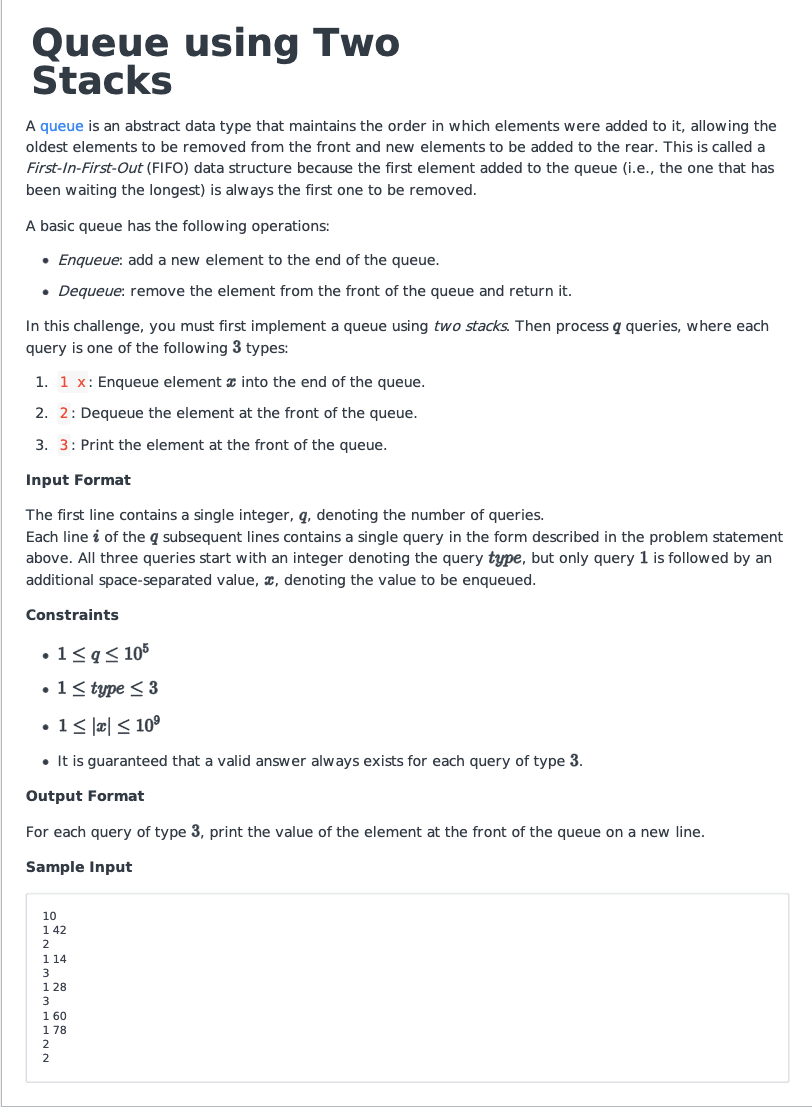 Queue using Two
Stacks
A queue is an abstract data type that maintains the order in which elements were added to it, allowing the
oldest elements to be removed from the front and new elements to be added to the rear. This is called a
First-In-First-Out (FIFO) data structure because the first element added to the queue (i.e., the one that has
been waiting the longest) is always the first one to be removed.
A basic queue has the following operations:
• Enqueue: add a new element to the end of the queue.
• Dequeue: remove the element from the front of the queue and return it.
In this challenge, you must first implement a queue using two stacks. Then process q queries, where each
query is one of the following 3 types:
1. 1 x: Enqueue element x into the end of the queue.
2. 2: Dequeue the element at the front of the queue.
3. 3: Print the element at the front of the queue.
Input Format
The first line contains a single integer, q, denoting the number of queries.
Each line i of the q subsequent lines contains a single query in the form described in the problem statement
above. All three queries start with an integer denoting the query type, but only query 1 is followed by an
additional space-separated value, x, denoting the value to be enqueued.
Constraints
• 1 ≤ q ≤ 10⁵
• 1 ≤ type ≤ 3
• 1 ≤ |x| ≤ 10⁹
• It is guaranteed that a valid answer always exists for each query of type 3.
Output Format
For each query of type 3, print the value of the element at the front of the queue on a new line.
Sample Input
10
1 42
2
1 14
3
1 28
3
1 60
1 78
2
2